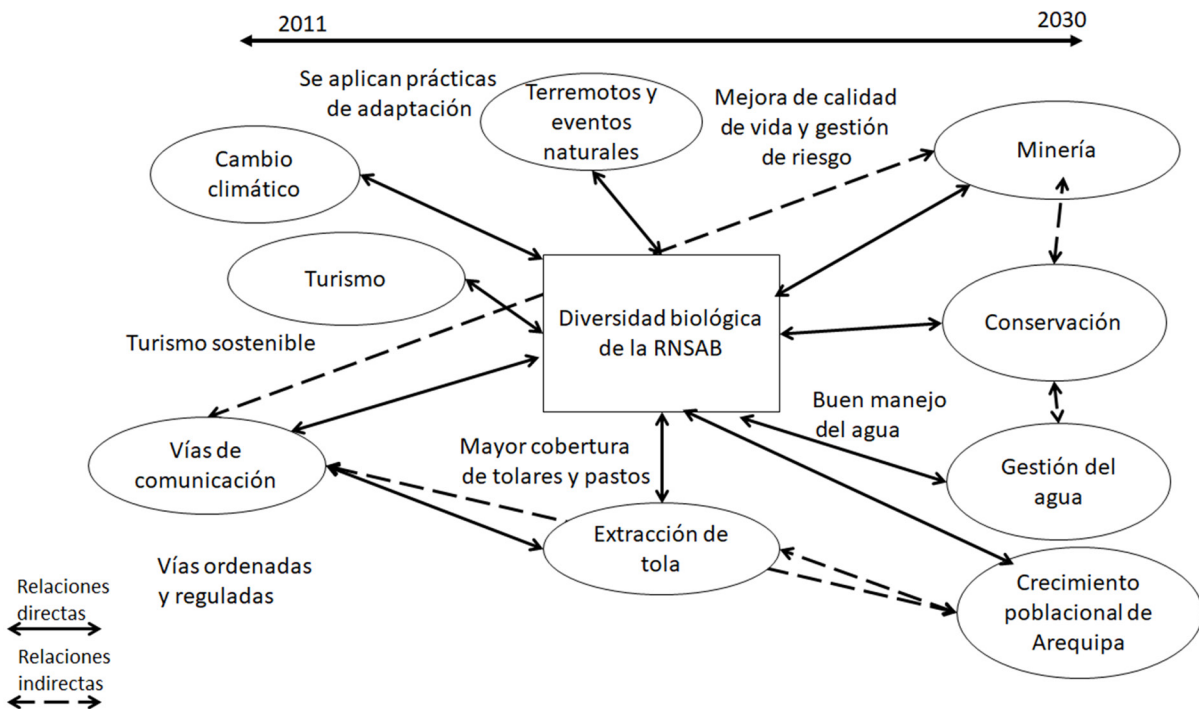 2011
2030
Se aplican prácticas
de adaptación
Terremotos y
eventos
naturales
Mejora de calidad
de vida y gestión
de riesgo
Minería
Cambio
climático
Turismo
Diversidad biológica
de la RNSAB
Conservación
Turismo sostenible
Buen manejo
del agua
Vías de
comunicación
Mayor cobertura
de tolares y pastos
Gestión del
agua
Extracción de
tola
Vías ordenadas
y reguladas
Crecimiento
poblacional de
Arequipa
Relaciones
directas
Relaciones
indirectas